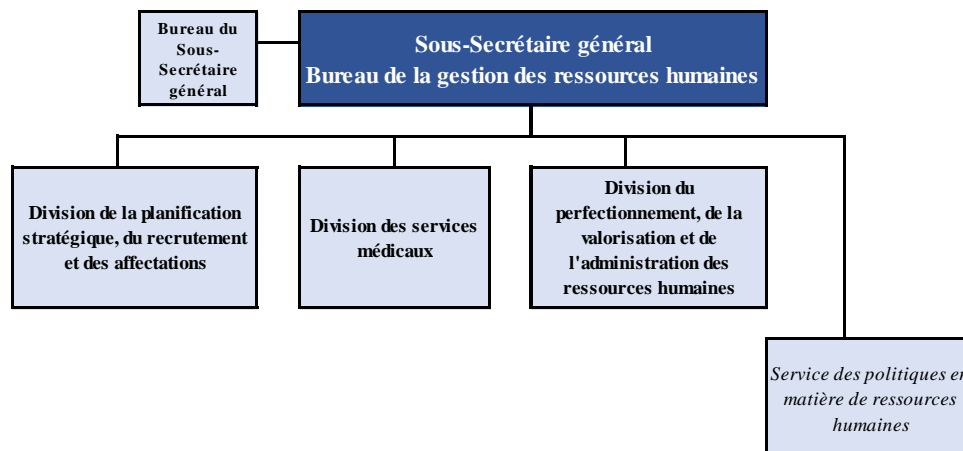 Bureau du
Sous-
Secrétaire
général
Sous-Secrétaire général
Bureau de la gestion des ressources humaines
Division de la planification
stratégique, du recrutement
et des affectations
Division des services
médicaux
Division du
perfectionnement, de la
valorisation et de
l'administration des
ressources humaines
Service des politiques en
matière de ressources
humaines